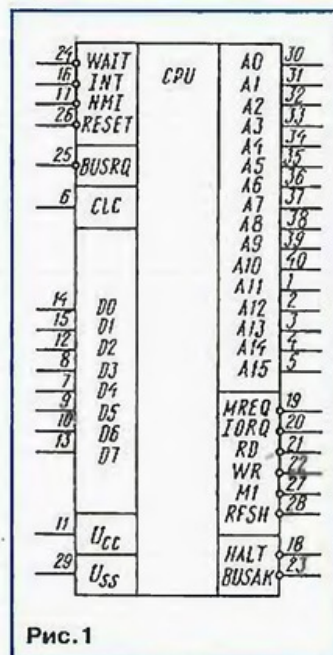 24 WAIT
16 INT
11 NMI
26 RESET
25 BUSRQ
6 CLC
14 D0
15 D1
12 D2
8 D3
7 D4
9 D5
10 D6
13 D7
11 UCC
29 USS
CPU
A0 30
A1 31
A2 32
A3 33
A4 34
A5 35
A6 36
A7 37
A8 38
A9 39
A10 40
A11 1
A12 2
A13 3
A14 4
A15 5
MREQ 19
IORQ 20
RD 21
WR 22
M1 27
RFSH 28
HALT 18
BUSAK 23
Рис.1